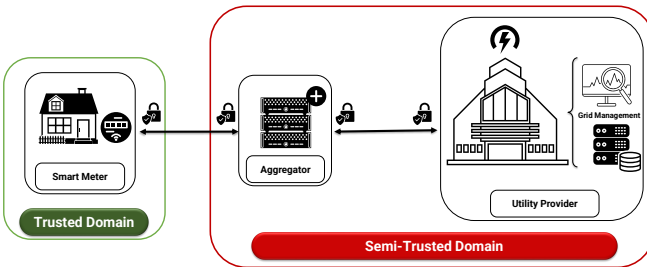 Grid Management
Smart Meter
Aggregator
Utility Provider
Trusted Domain
Semi-Trusted Domain